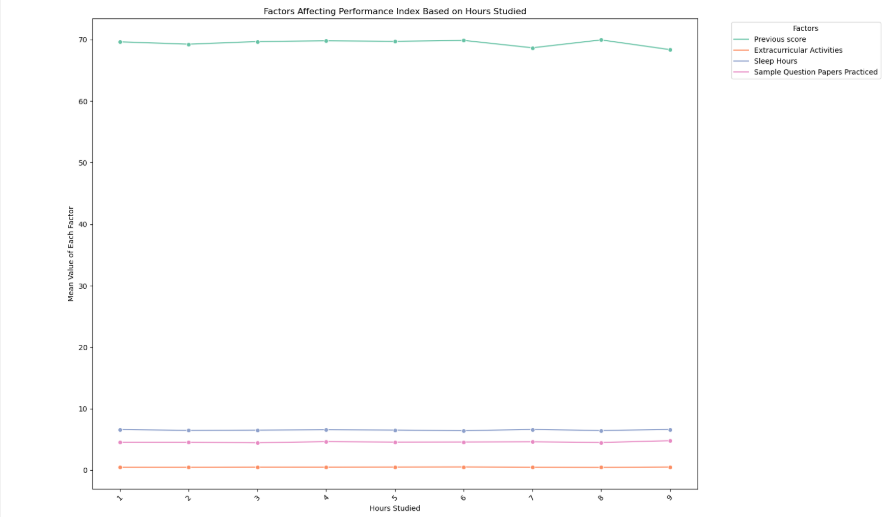 Factors Affecting Performance Index Based on Hours Studied
Factors
Previous score
Extracurricular Activities
Sleep Hours
Sample Question Papers Practiced
Mean Value of Each Factor
70
60
50
40
30
20
10
0
1 2 3 4 5 6 7 8 9
Hours Studied